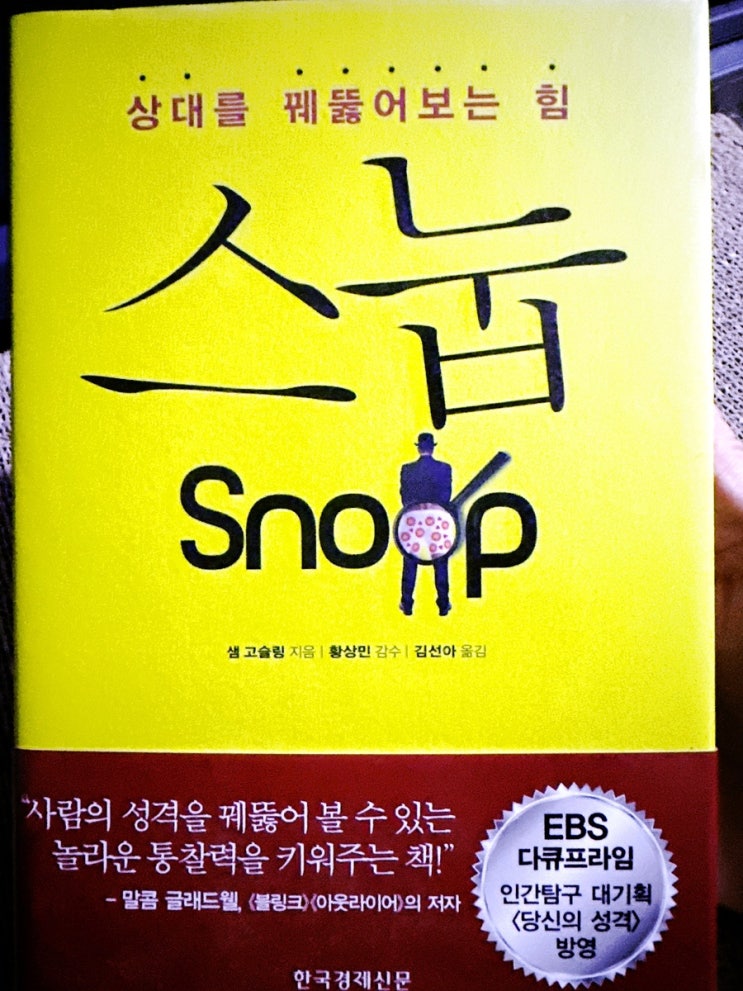 상대를 꿰뚫어보는 힘
스눕
Snoop
샘 고슬링 지음 | 황상민 감수 | 김선아 옮김
“사람의 성격을 꿰뚫어 볼 수 있는
놀라운 통찰력을 키워주는 책!”
– 말콤 글래드웰, 《블링크》《아웃라이어》의 저자
EBS
다큐프라임
인간탐구 대기획
〈당신의 성격〉
방영
한국경제신문